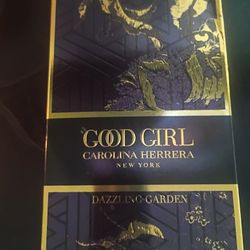 GOOD GIRL
CAROLINA HERRERA
NEW YORK
DAZZLING GARDEN